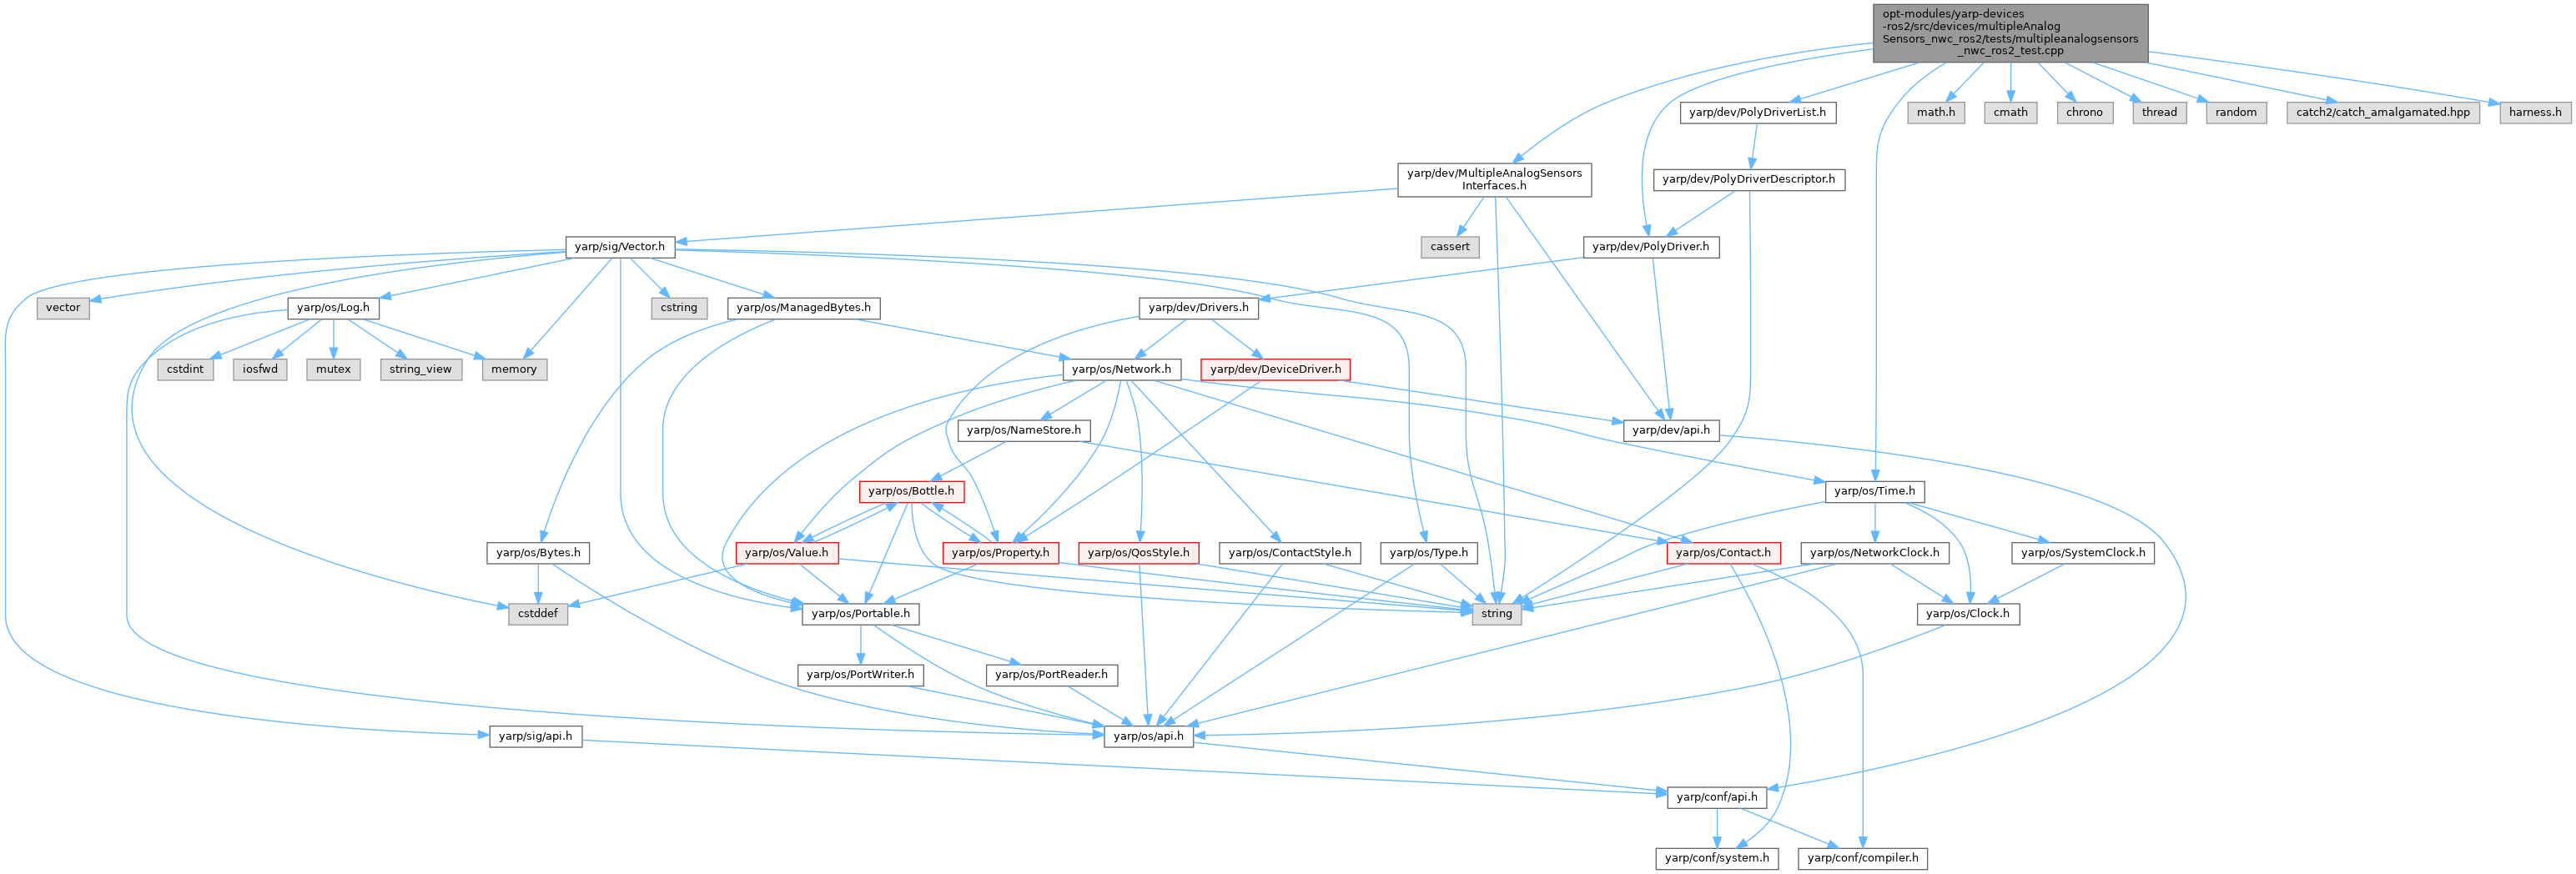 opt-modules/yarp-devices
-ros2/src/devices/multipleAnalog
Sensors_nwc_ros2/tests/multipleanalogsensors
_nwc_ros2_test.cpp
yarp/dev/PolyDriverList.h
math.h
cmath
chrono
thread
random
catch2/catch_amalgamated.hpp
harness.h
yarp/dev/MultipleAnalogSensors
Interfaces.h
yarp/dev/PolyDriverDescriptor.h
yarp/sig/Vector.h
cassert
yarp/dev/PolyDriver.h
vector
yarp/os/Log.h
cstring
yarp/os/ManagedBytes.h
yarp/dev/Drivers.h
cstdint
iosfwd
mutex
string_view
memory
yarp/os/Network.h
yarp/dev/DeviceDriver.h
yarp/os/NameStore.h
yarp/dev/api.h
yarp/os/Bottle.h
yarp/os/Time.h
yarp/os/Bytes.h
yarp/os/Value.h
yarp/os/Property.h
yarp/os/QosStyle.h
yarp/os/ContactStyle.h
yarp/os/Type.h
yarp/os/Contact.h
yarp/os/NetworkClock.h
yarp/os/SystemClock.h
cstddef
yarp/os/Portable.h
string
yarp/os/Clock.h
yarp/os/PortWriter.h
yarp/os/PortReader.h
yarp/sig/api.h
yarp/os/api.h
yarp/conf/api.h
yarp/conf/system.h
yarp/conf/compiler.h